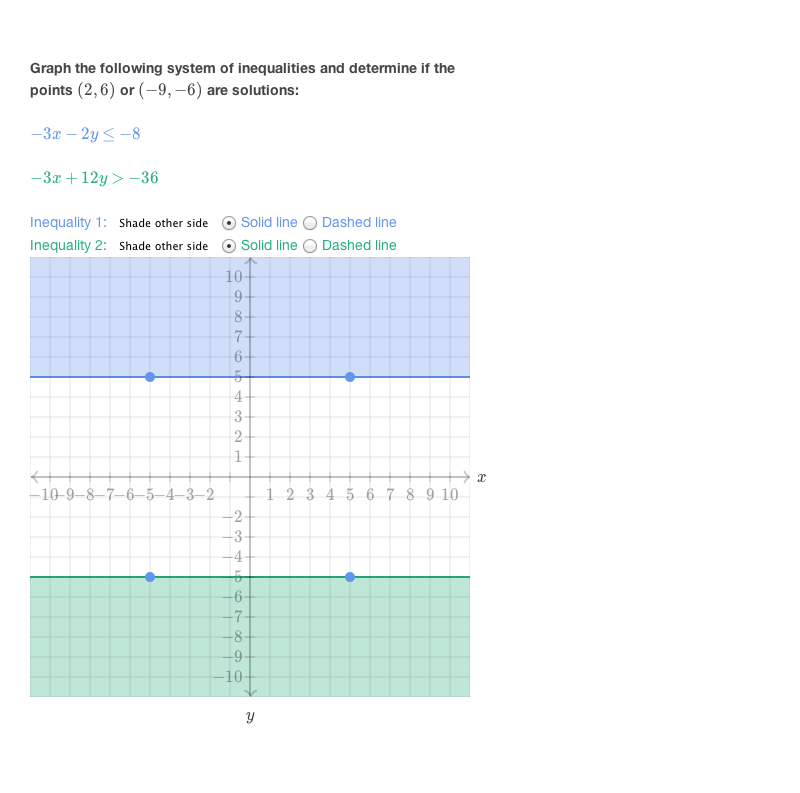 Graph the following system of inequalities and determine if the
points (2, 6) or (−9, −6) are solutions:
−3x − 2y ≤ −8
−3x + 12y > −36
Inequality 1: Shade other side Solid line Dashed line
Inequality 2: Shade other side Solid line Dashed line
10
9
8
7
6
5
4
3
2
1
x
−10 −9 −8 −7 −6 −5 −4 −3 −2 1 2 3 4 5 6 7 8 9 10
−2
−3
−4
−5
−6
−7
−8
−9
−10
y